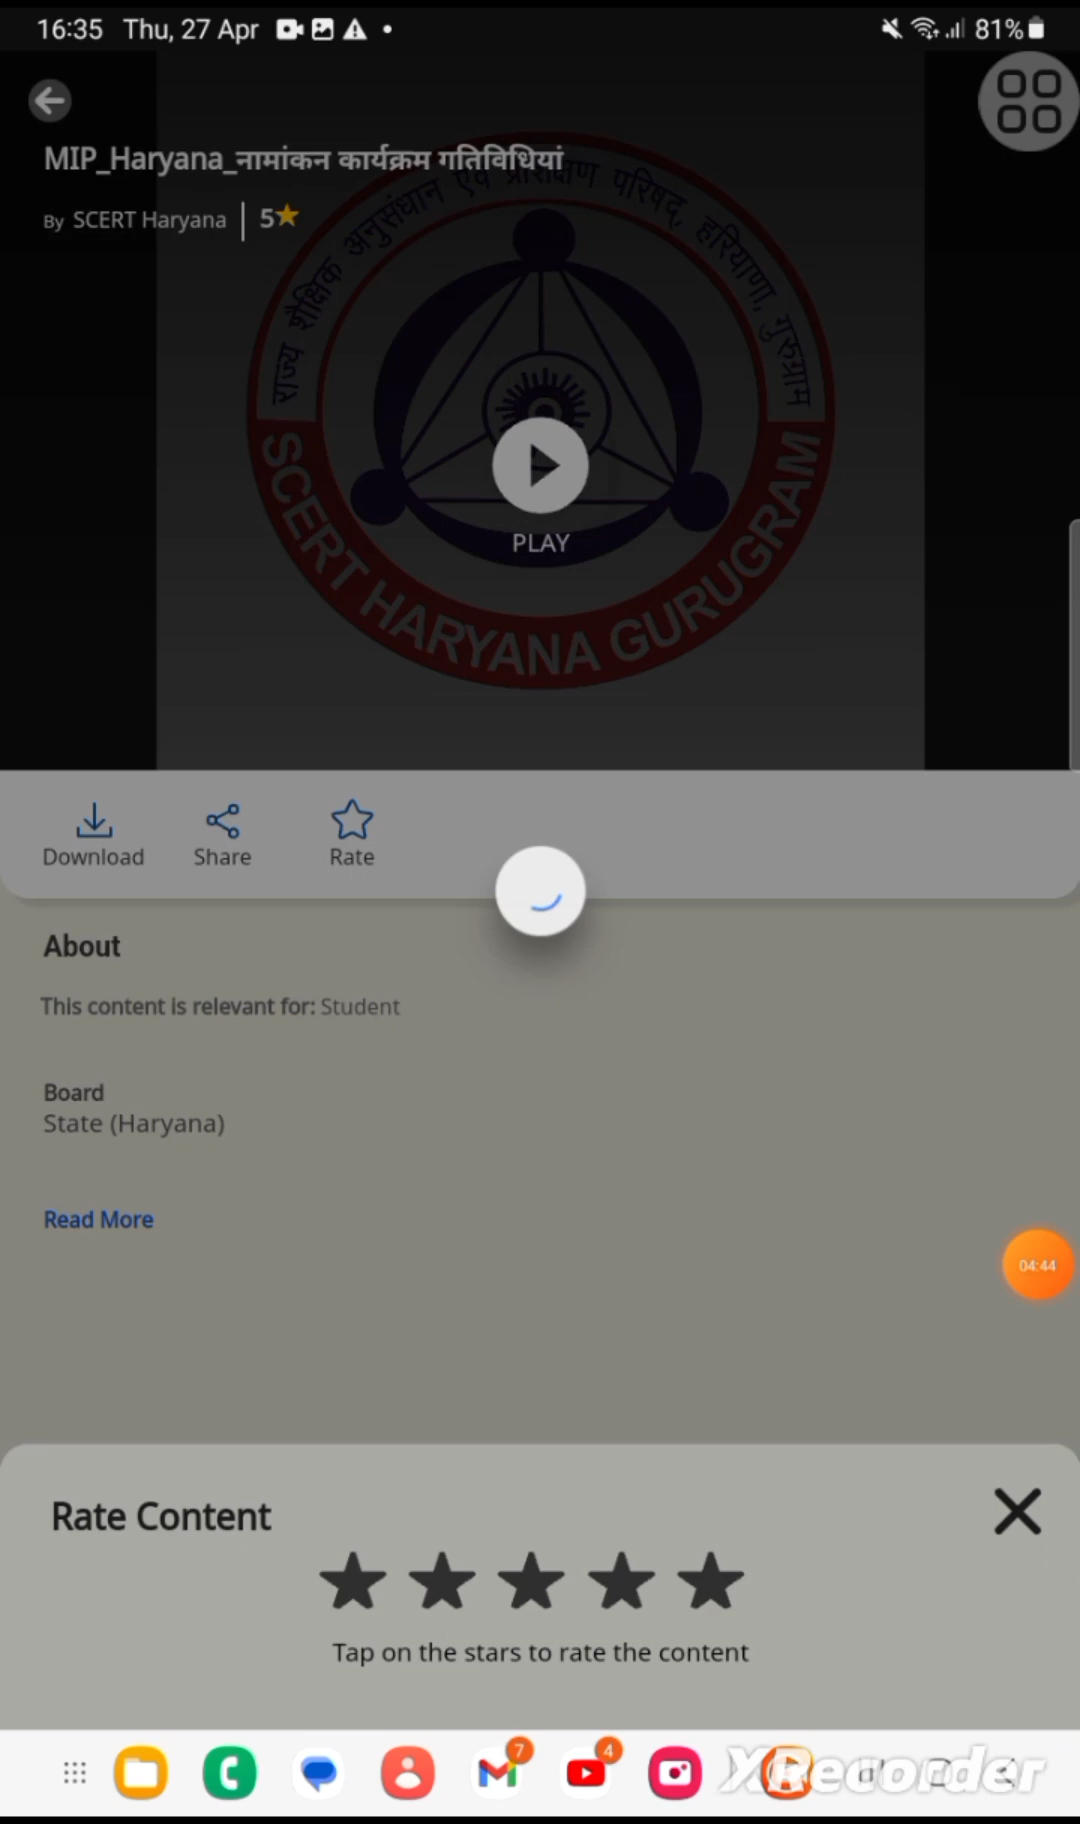 16:35 Thu, 27 Apr
81%
MIP_Haryana_नामांकन कार्यक्रम गतिविधियां
By SCERT Haryana | 5
राज्य शैक्षिक अनुसंधान एवं प्रशिक्षण परिषद्, हरियाणा, गुरुग्राम
SCERT HARYANA GURUGRAM
PLAY
Download Share Rate
About
This content is relevant for: Student
Board
State (Haryana)
Read More
04:44
Rate Content
Tap on the stars to rate the content
7
4
XRecorder